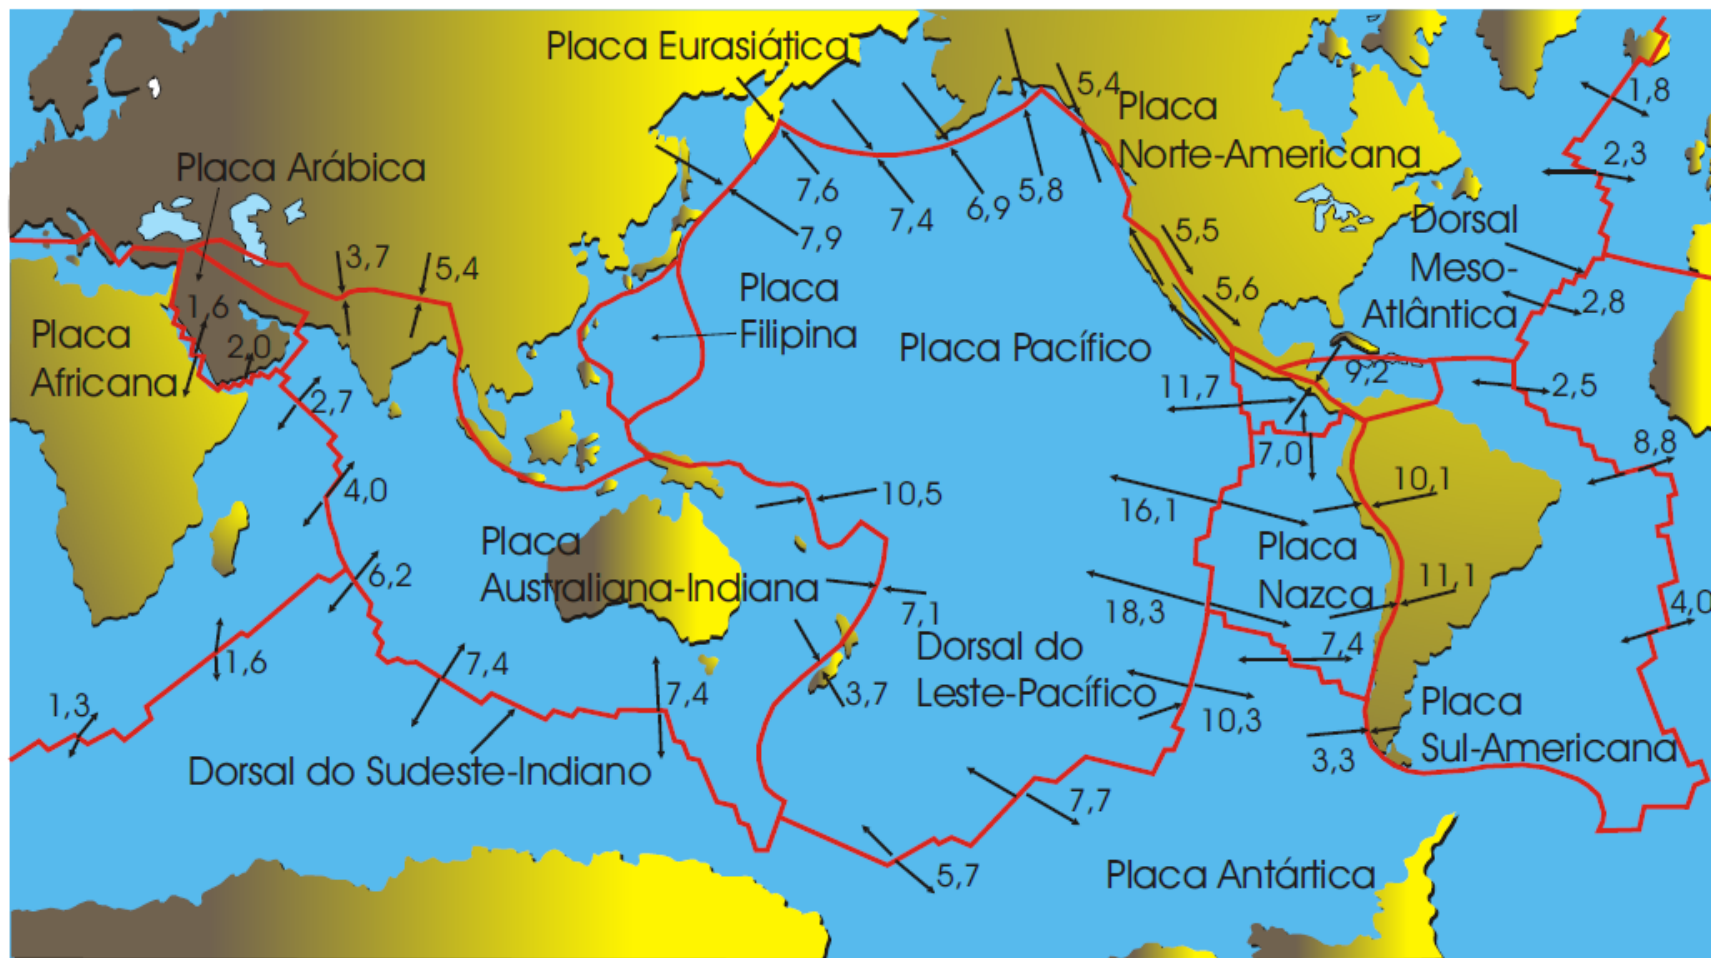 Placa Eurasiática
5,4
Placa
Norte-Americana
1,8
2,3
Placa Arábica
7,6
7,4
6,9
5,8
7,9
3,7
5,4
5,5
5,6
Dorsal
Meso-
Atlântica
2,8
1,6
2,0
Placa
Africana
Placa
Filipina
Placa Pacífico
11,7
9,2
2,5
2,7
7,0
8,8
4,0
10,5
16,1
10,1
Placa
Australiana-Indiana
Placa
Nazca
6,2
7,1
18,3
11,1
4,0
1,6
7,4
7,4
Dorsal do
Leste-Pacífico
7,4
1,3
3,7
10,3
Placa
Sul-Americana
3,3
Dorsal do Sudeste-Indiano
7,7
5,7
Placa Antártica